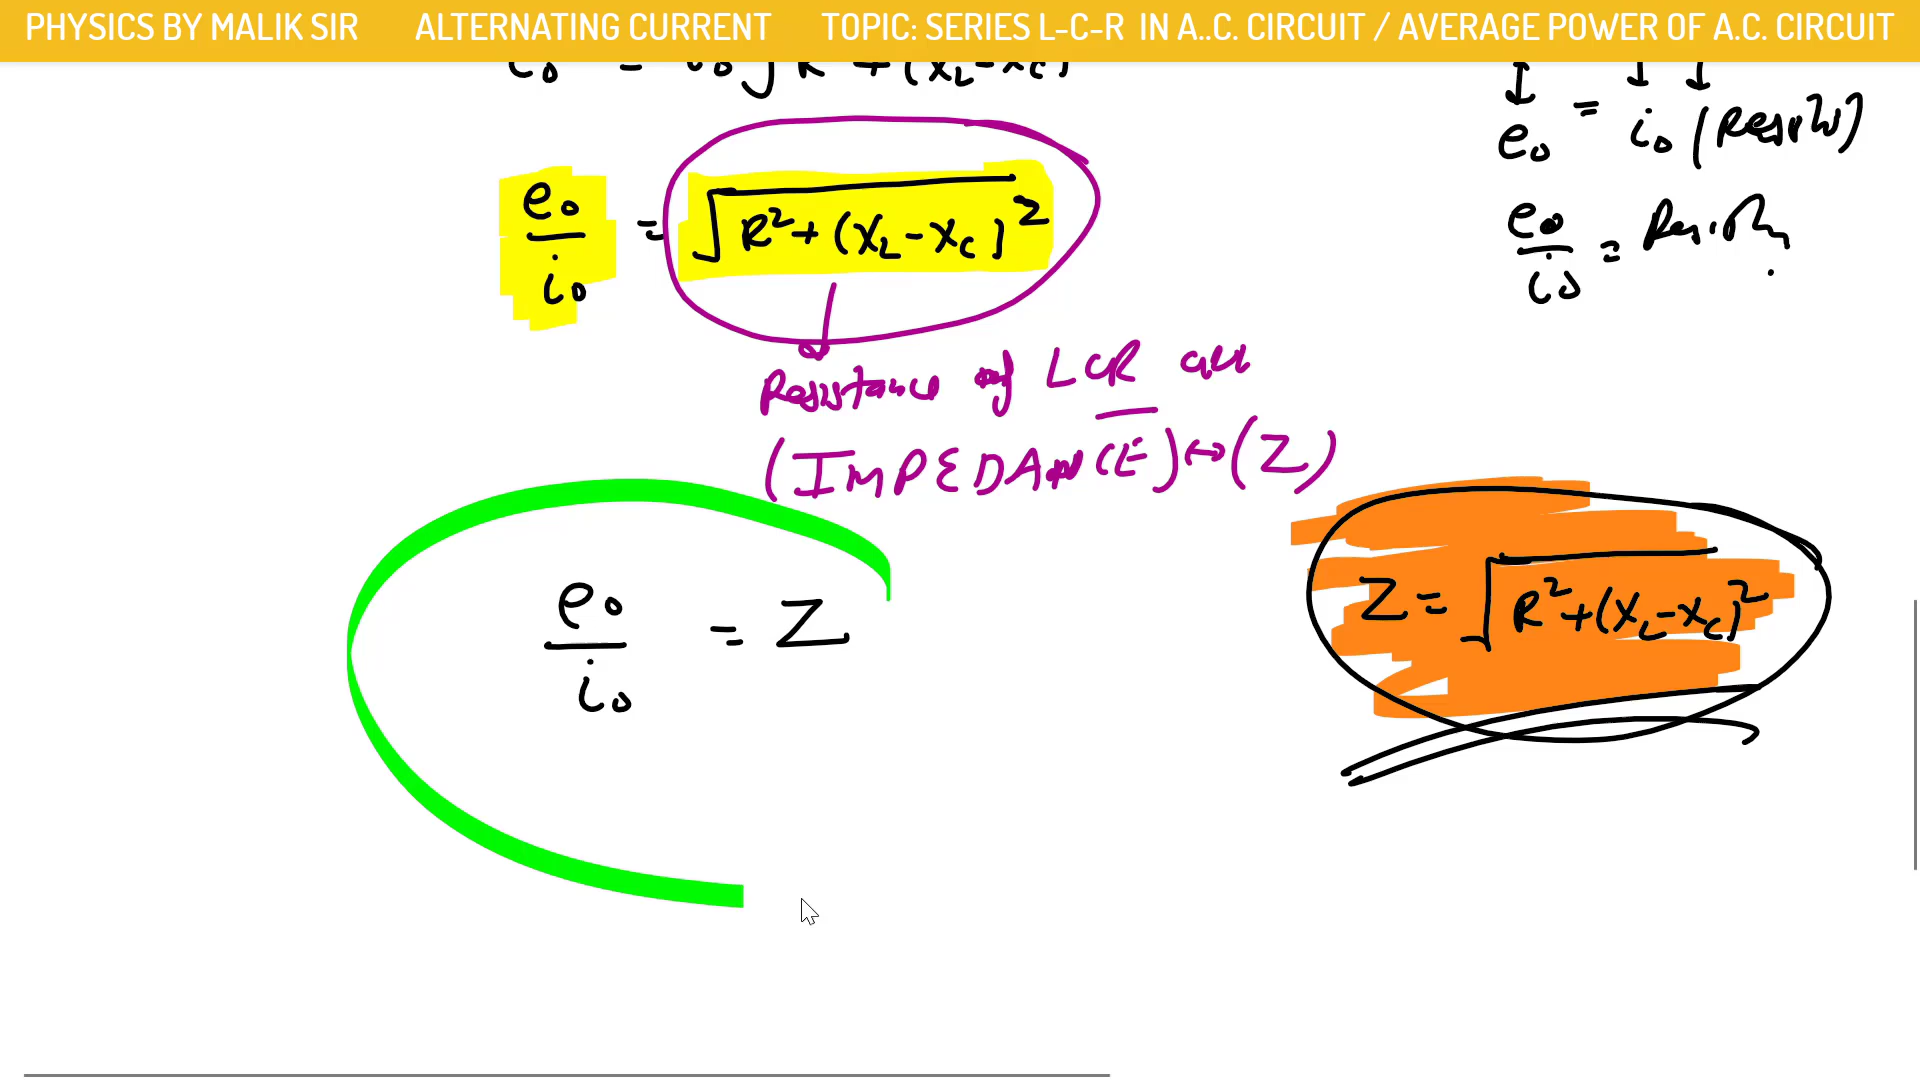 PHYSICS BY MALIK SIR ALTERNATING CURRENT TOPIC: SERIES L-C-R IN A..C. CIRCUIT / AVERAGE POWER OF A.C. CIRCUIT
e₀ = i₀ (
e₀/i₀ = √R²+(X_L-X_C)²
e₀/i₀ =
Resistance of LCR
(IMPEDANCE) ↔ (Z)
e₀/i₀ = Z
Z = √R²+(X_L-X_C)²